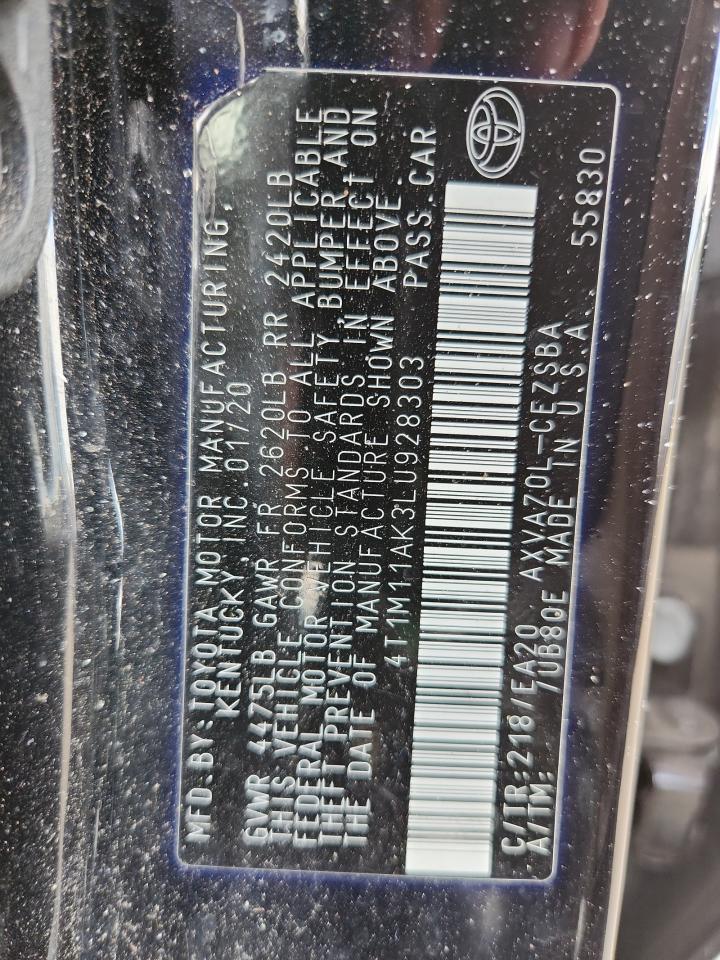 MFD.BY:TOYOTA MOTOR MANUFACTURING,
KENTUCKY, INC.01/20
GVWR 4475LB GAWR FR 2620LB RR 2420LB
THIS VEHICLE CONFORMS TO ALL APPLICABLE
FEDERAL MOTOR VEHICLE SAFETY, BUMPER AND
THEFT PREVENTION STANDARDS IN EFFECT ON
THE DATE OF MANUFACTURE SHOWN ABOVE.
4T1M11AK3LU928303 PASS.CAR
C/TR:218/EA20 AXVA70L-CEZSBA
A/TM: /UB80E MADE IN U.S.A. 55830